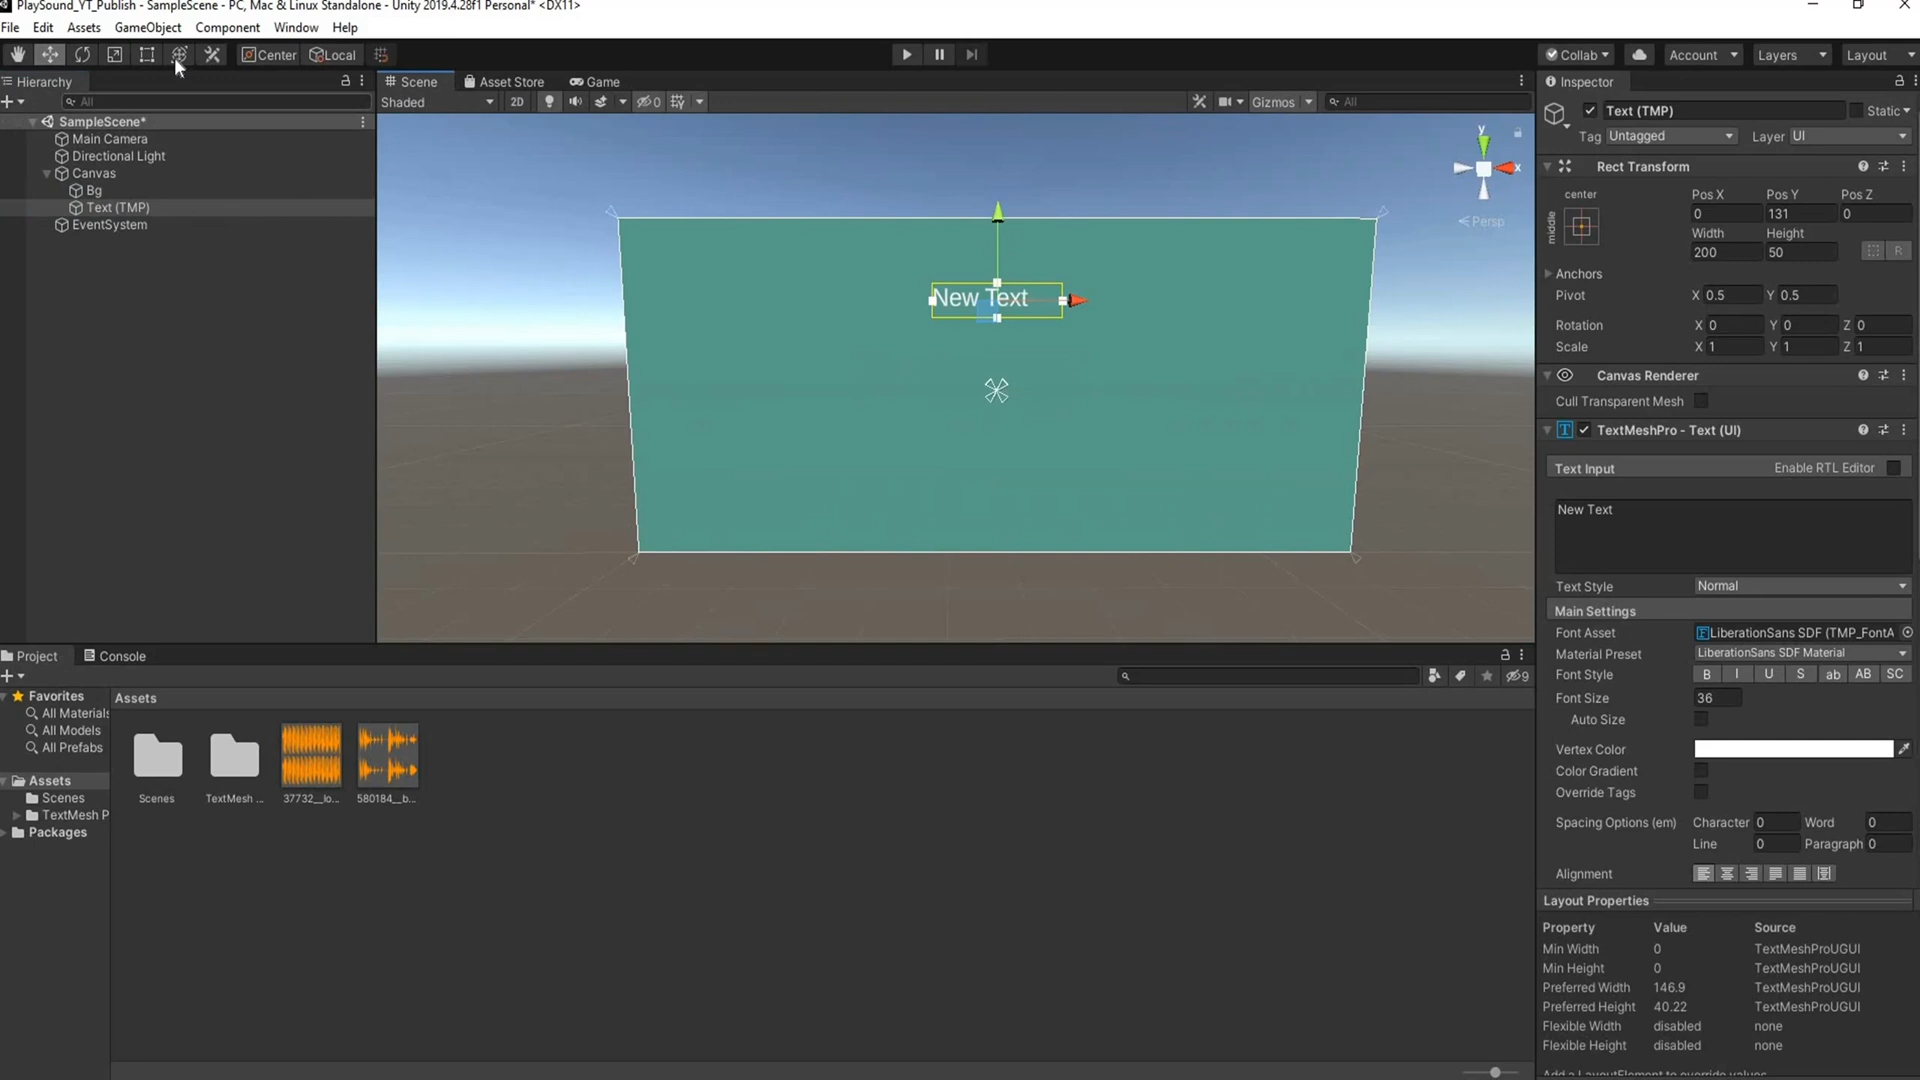 PlaySound_YT_Publish - SampleScene - PC, Mac & Linux Standalone - Unity 2019.4.28f1 Personal* <DX11>
File Edit Assets GameObject Component Window Help
Center Local Collab Account Layers Layout
Hierarchy
All
SampleScene*
Main Camera
Directional Light
Canvas
Bg
Text (TMP)
EventSystem
Scene Asset Store Game
Shaded 2D 0 Gizmos All
y
x
Persp
New Text
Inspector
Text (TMP) Static
Tag Untagged Layer UI
Rect Transform
center Pos X Pos Y Pos Z
middle 0 131 0
Width Height
200 50 R
Anchors
Pivot X 0.5 Y 0.5
Rotation X 0 Y 0 Z 0
Scale X 1 Y 1 Z 1
Canvas Renderer
Cull Transparent Mesh
TextMeshPro - Text (UI)
Text Input Enable RTL Editor
New Text
Text Style Normal
Main Settings
Font Asset LiberationSans SDF (TMP_FontA
Material Preset LiberationSans SDF Material
Font Style B I U S ab AB SC
Font Size 36
Auto Size
Vertex Color
Color Gradient
Override Tags
Spacing Options (em) Character 0 Word 0
Line 0 Paragraph 0
Alignment
Layout Properties
Property Value Source
Min Width 0 TextMeshProUGUI
Min Height 0 TextMeshProUGUI
Preferred Width 146.9 TextMeshProUGUI
Preferred Height 40.22 TextMeshProUGUI
Flexible Width disabled none
Flexible Height disabled none
Add a LayoutElement to override values
Project Console
9
Favorites
All Materials
All Models
All Prefabs
Assets
Scenes
TextMesh P
Packages
Assets
Scenes TextMesh ... 37732__lo... 580184__b...